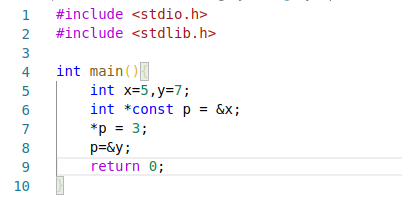 1 #include <stdio.h>
2 #include <stdlib.h>
3
4 int main(){
5 int x=5,y=7;
6 int *const p = &x;
7 *p = 3;
8 p=&y;
9 return 0;
10 }